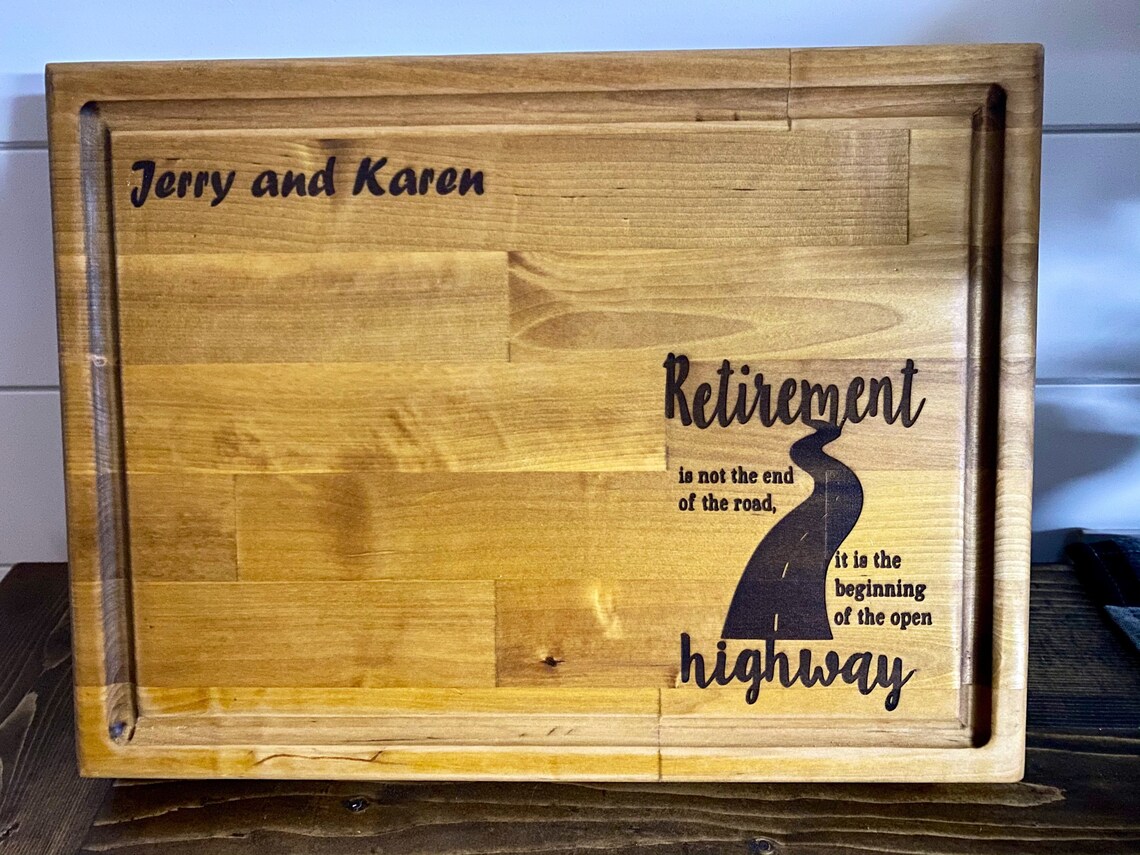 Jerry and Karen
Retirement
is not the end
of the road,
it is the
beginning
of the open
highway